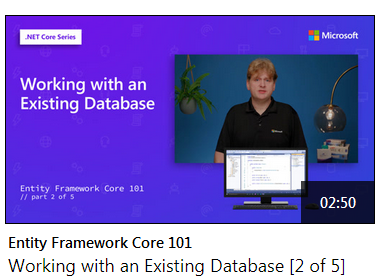 .NET Core Series
Microsoft
Working with an
Existing Database
Entity Framework Core 101
// part 2 of 5
02:50
Entity Framework Core 101
Working with an Existing Database [2 of 5]